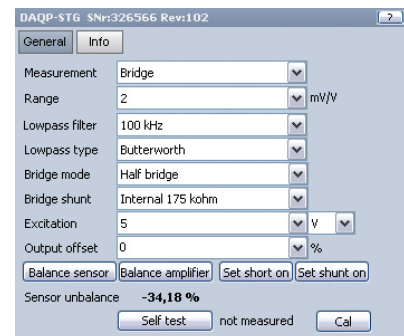 DAQP-STG SNr:326566 Rev:102 ?
General Info
Measurement Bridge
Range 2 mV/V
Lowpass filter 100 kHz
Lowpass type Butterworth
Bridge mode Half bridge
Bridge shunt Internal 175 kohm
Excitation 5 V
Output offset 0 %
Balance sensor Balance amplifier Set short on Set shunt on
Sensor unbalance -34,18 %
Self test not measured Cal